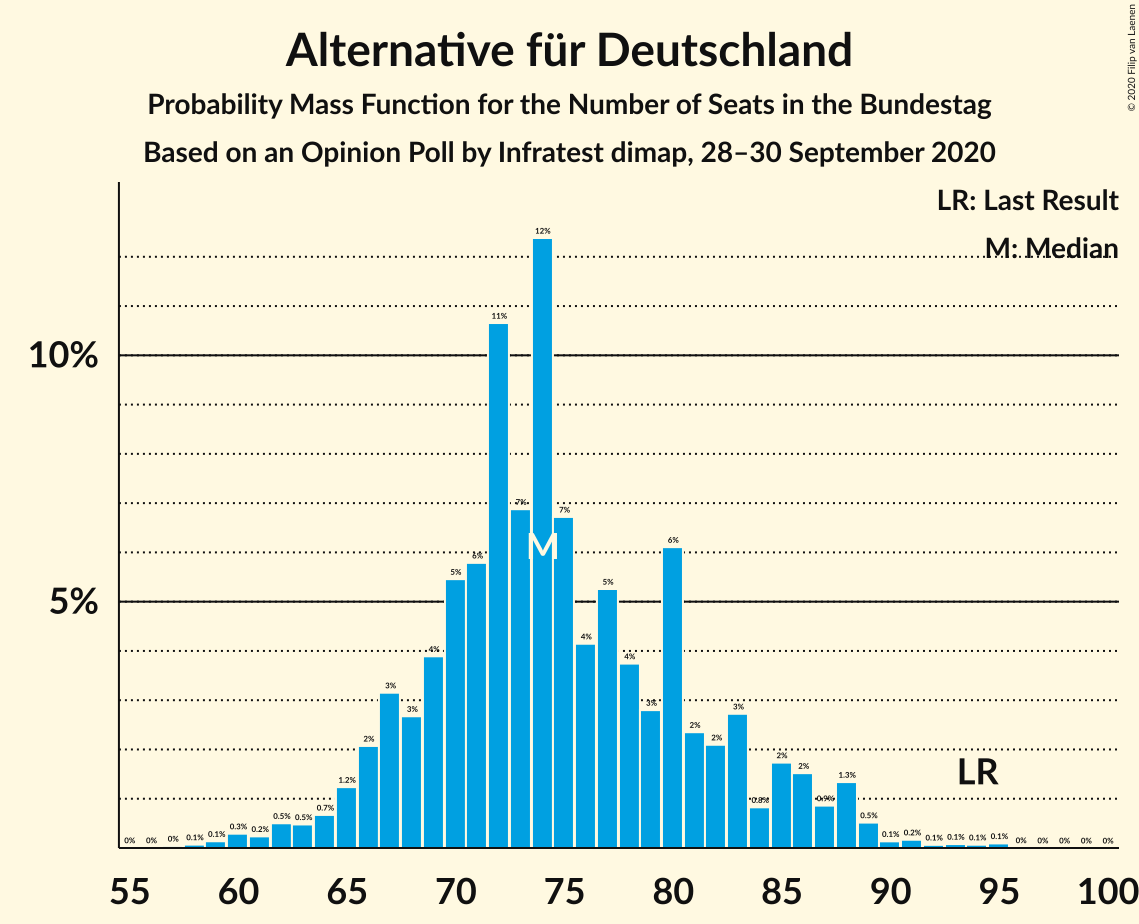 Alternative für Deutschland
Probability Mass Function for the Number of Seats in the Bundestag
Based on an Opinion Poll by Infratest dimap, 28–30 September 2020
© 2020 Filip van Laenen
LR: Last Result
M: Median
10%
5%
0% 0% 0% 0.1% 0.1% 0.3% 0.2% 0.5% 0.5% 0.7% 1.2% 2% 3% 3% 4% 5% 6% 11% 7% 12% 7% 4% 5% 4% 3% 6% 2% 2% 3% 0.8% 2% 2% 0.9% 1.3% 0.5% 0.1% 0.2% 0.1% 0.1% 0.1% 0.1% 0% 0% 0% 0% 0%
M
LR
55 60 65 70 75 80 85 90 95 100